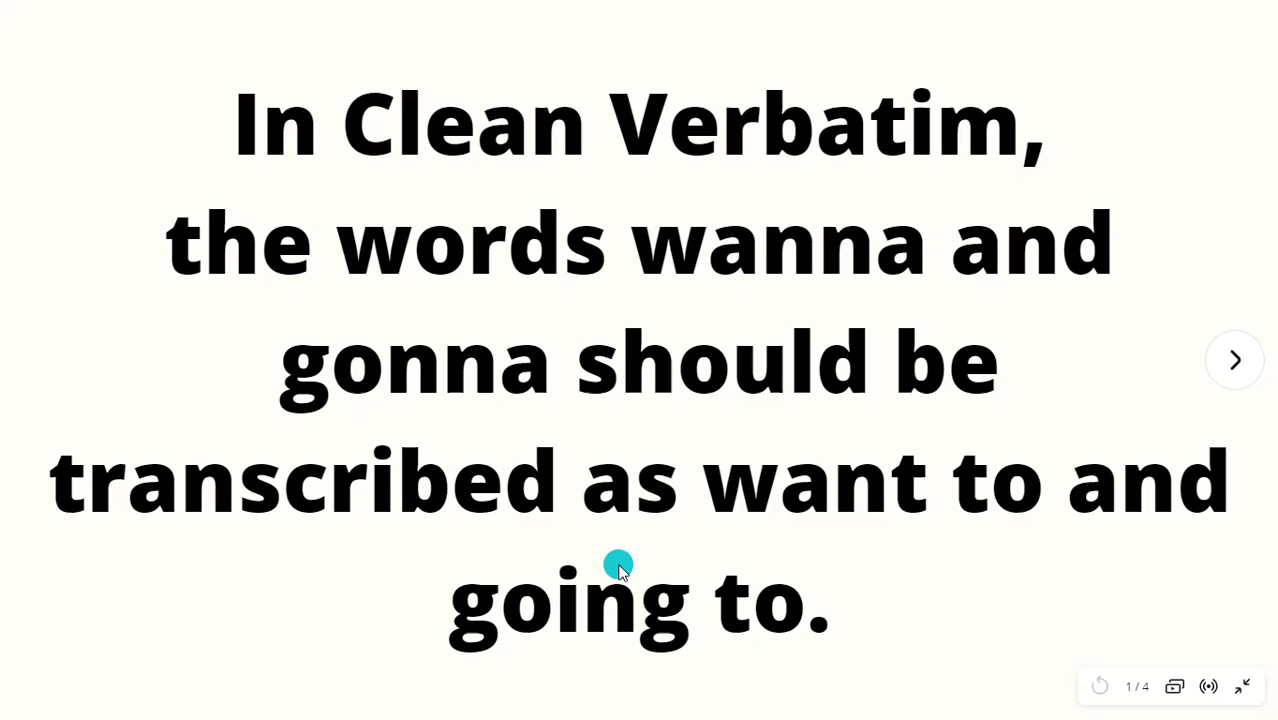 In Clean Verbatim,
the words wanna and
gonna should be
transcribed as want to and
going to.
1 / 4